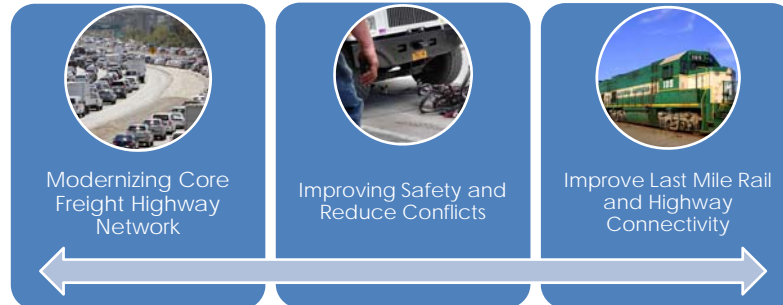 Modernizing Core
Freight Highway
Network
Improving Safety and
Reduce Conflicts
Improve Last Mile Rail
and Highway
Connectivity